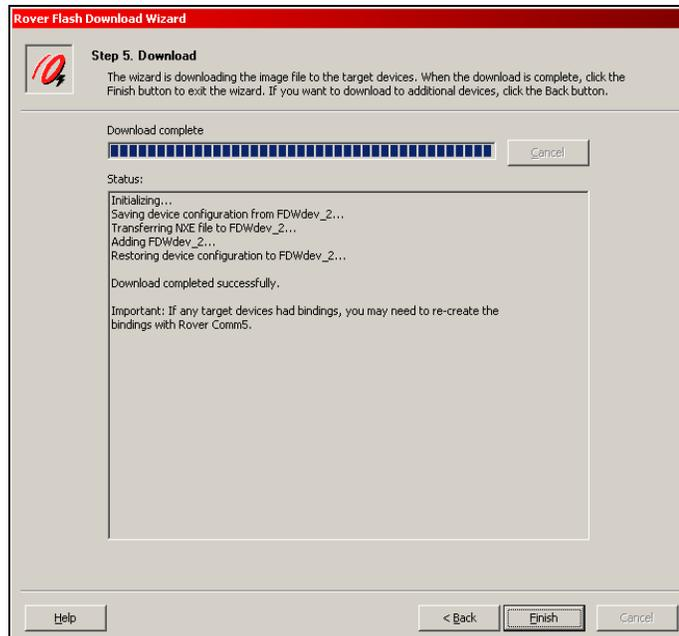 Rover Flash Download Wizard
Step 5. Download
The wizard is downloading the image file to the target devices. When the download is complete, click the
Finish button to exit the wizard. If you want to download to additional devices, click the Back button.
Download complete
Cancel
Status:
Initializing...
Saving device configuration from FDWdev_2...
Transferring NXE file to FDWdev_2...
Adding FDWdev_2...
Restoring device configuration to FDWdev_2...
Download completed successfully.
Important: If any target devices had bindings, you may need to re-create the
bindings with Rover Comm5.
Help
< Back
Finish
Cancel